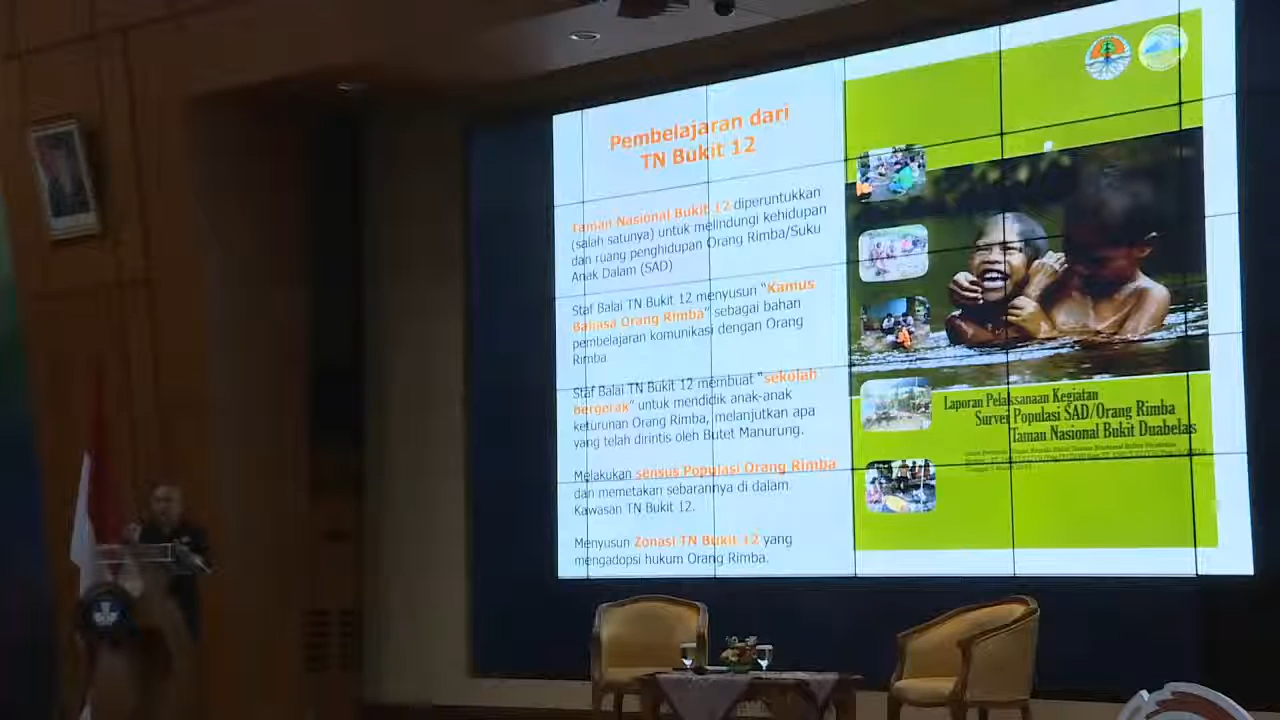 Pembelajaran dari
TN Bukit 12
Taman Nasional Bukit 12 diperuntukkan
(salah satunya) untuk melindungi kehidupan
dan ruang penghidupan Orang Rimba/Suku
Anak Dalam (SAD)
Staf Balai TN Bukit 12 menyusun “Kamus
Bahasa Orang Rimba” sebagai bahan
pembelajaran komunikasi dengan Orang
Rimba
Staf Balai TN Bukit 12 membuat “sekolah
bergerak” untuk mendidik anak-anak
keturunan Orang Rimba, melanjutkan apa
yang telah dirintis oleh Butet Manurung.
Melakukan sensus Populasi Orang Rimba
dan memetakan sebarannya di dalam
Kawasan TN Bukit 12.
Menyusun Zonasi TN Bukit 12 yang
mengadopsi hukum Orang Rimba.
Laporan Pelaksanaan Kegiatan
Survei Populasi SAD/Orang Rimba
Taman Nasional Bukit Duabelas